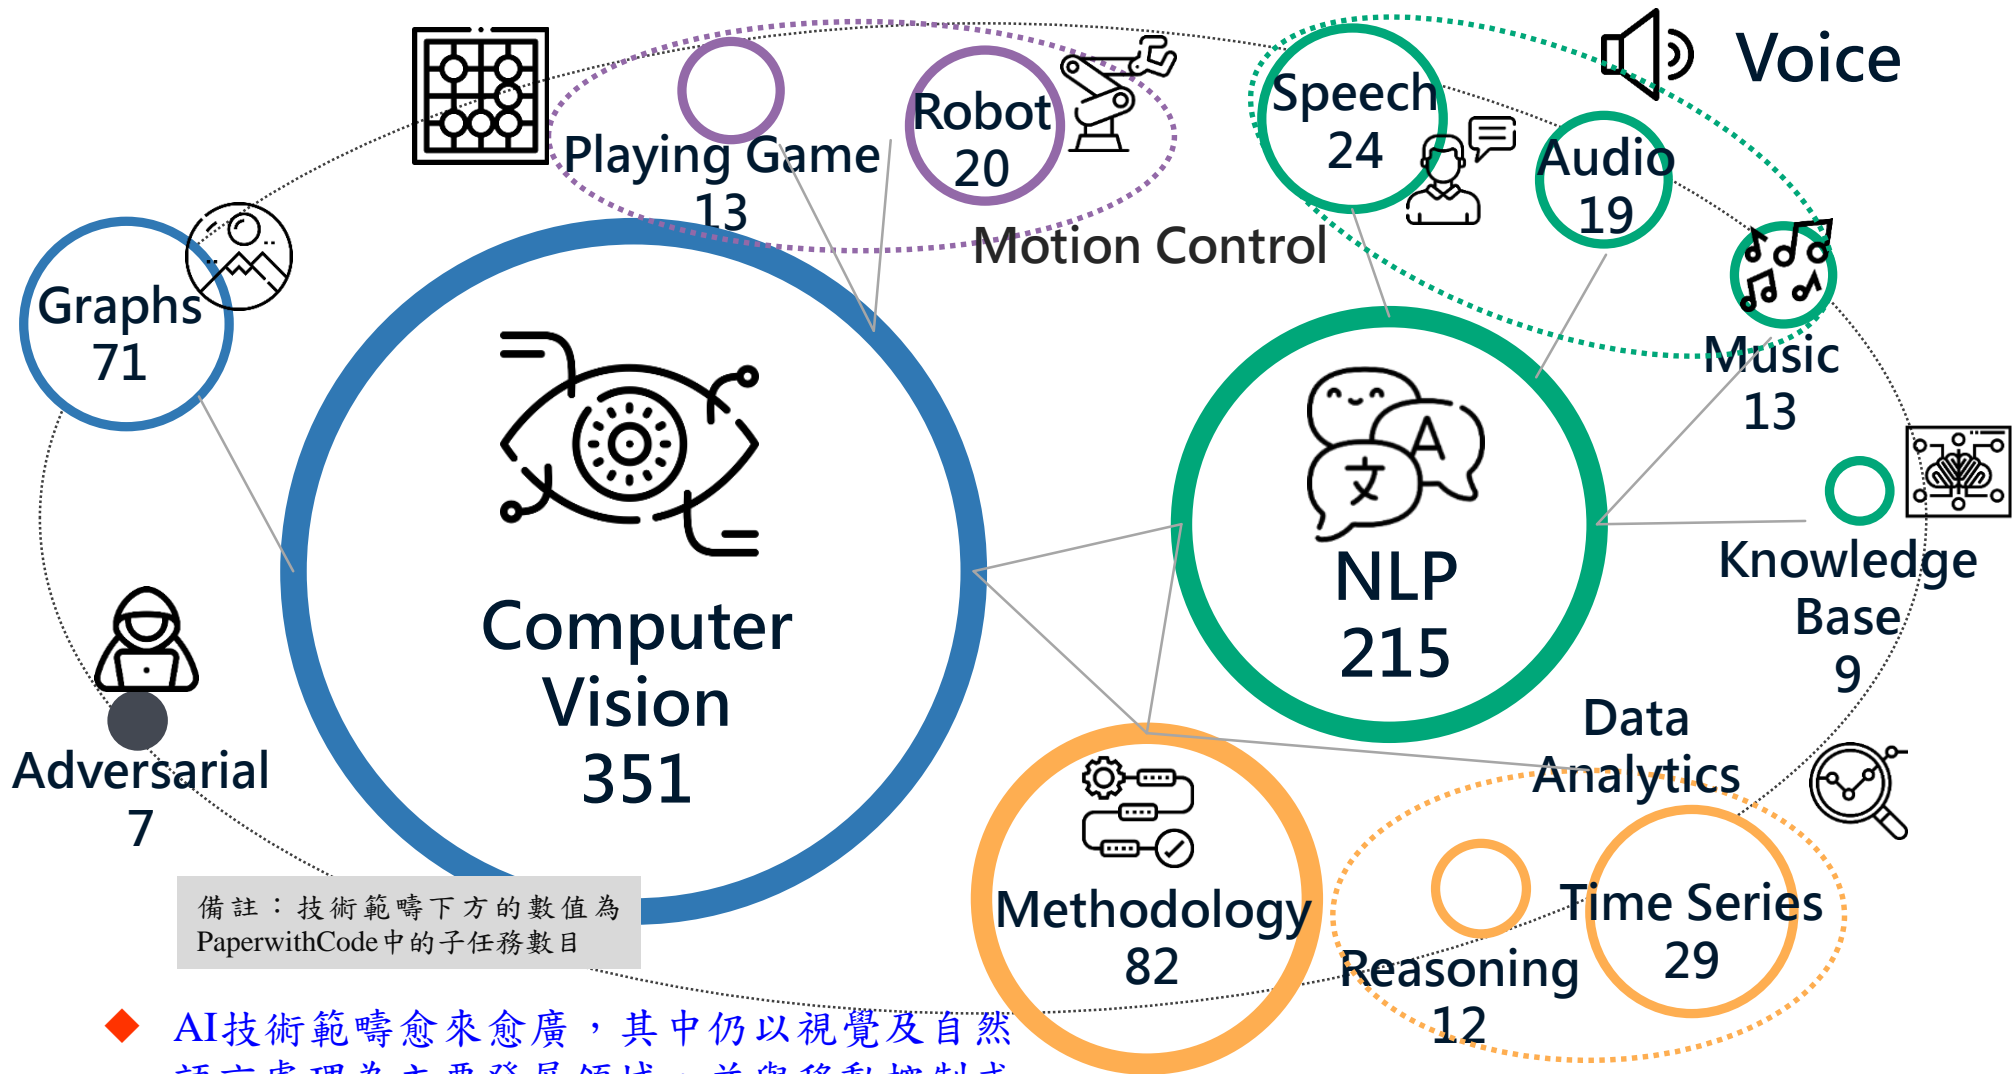 Voice
Speech
24
Audio
19
Robot
20
Playing Game
13
Motion Control
Graphs
71
Music
13
Computer
Vision
351
A
文
NLP
215
Knowledge
Base
9
Adversarial
7
Data
Analytics
Methodology
82
Time Series
29
Reasoning
12
備註：技術範疇下方的數值為
PaperwithCode中的子任務數目
AI技術範疇愈來愈廣，其中仍以視覺及自然